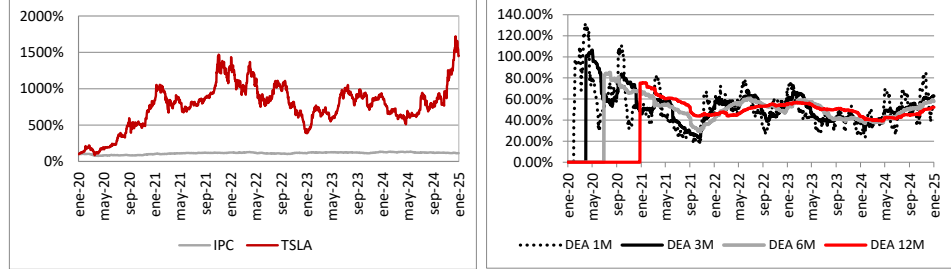 2000%
1500%
1000%
500%
0%
ene-20
may-20
sep-20
ene-21
may-21
sep-21
ene-22
may-22
sep-22
ene-23
may-23
sep-23
ene-24
may-24
sep-24
ene-25
IPC TSLA
140.00%
120.00%
100.00%
80.00%
60.00%
40.00%
20.00%
0.00%
ene-20
may-20
sep-20
ene-21
may-21
sep-21
ene-22
may-22
sep-22
ene-23
may-23
sep-23
ene-24
may-24
sep-24
ene-25
DEA 1M DEA 3M DEA 6M DEA 12M